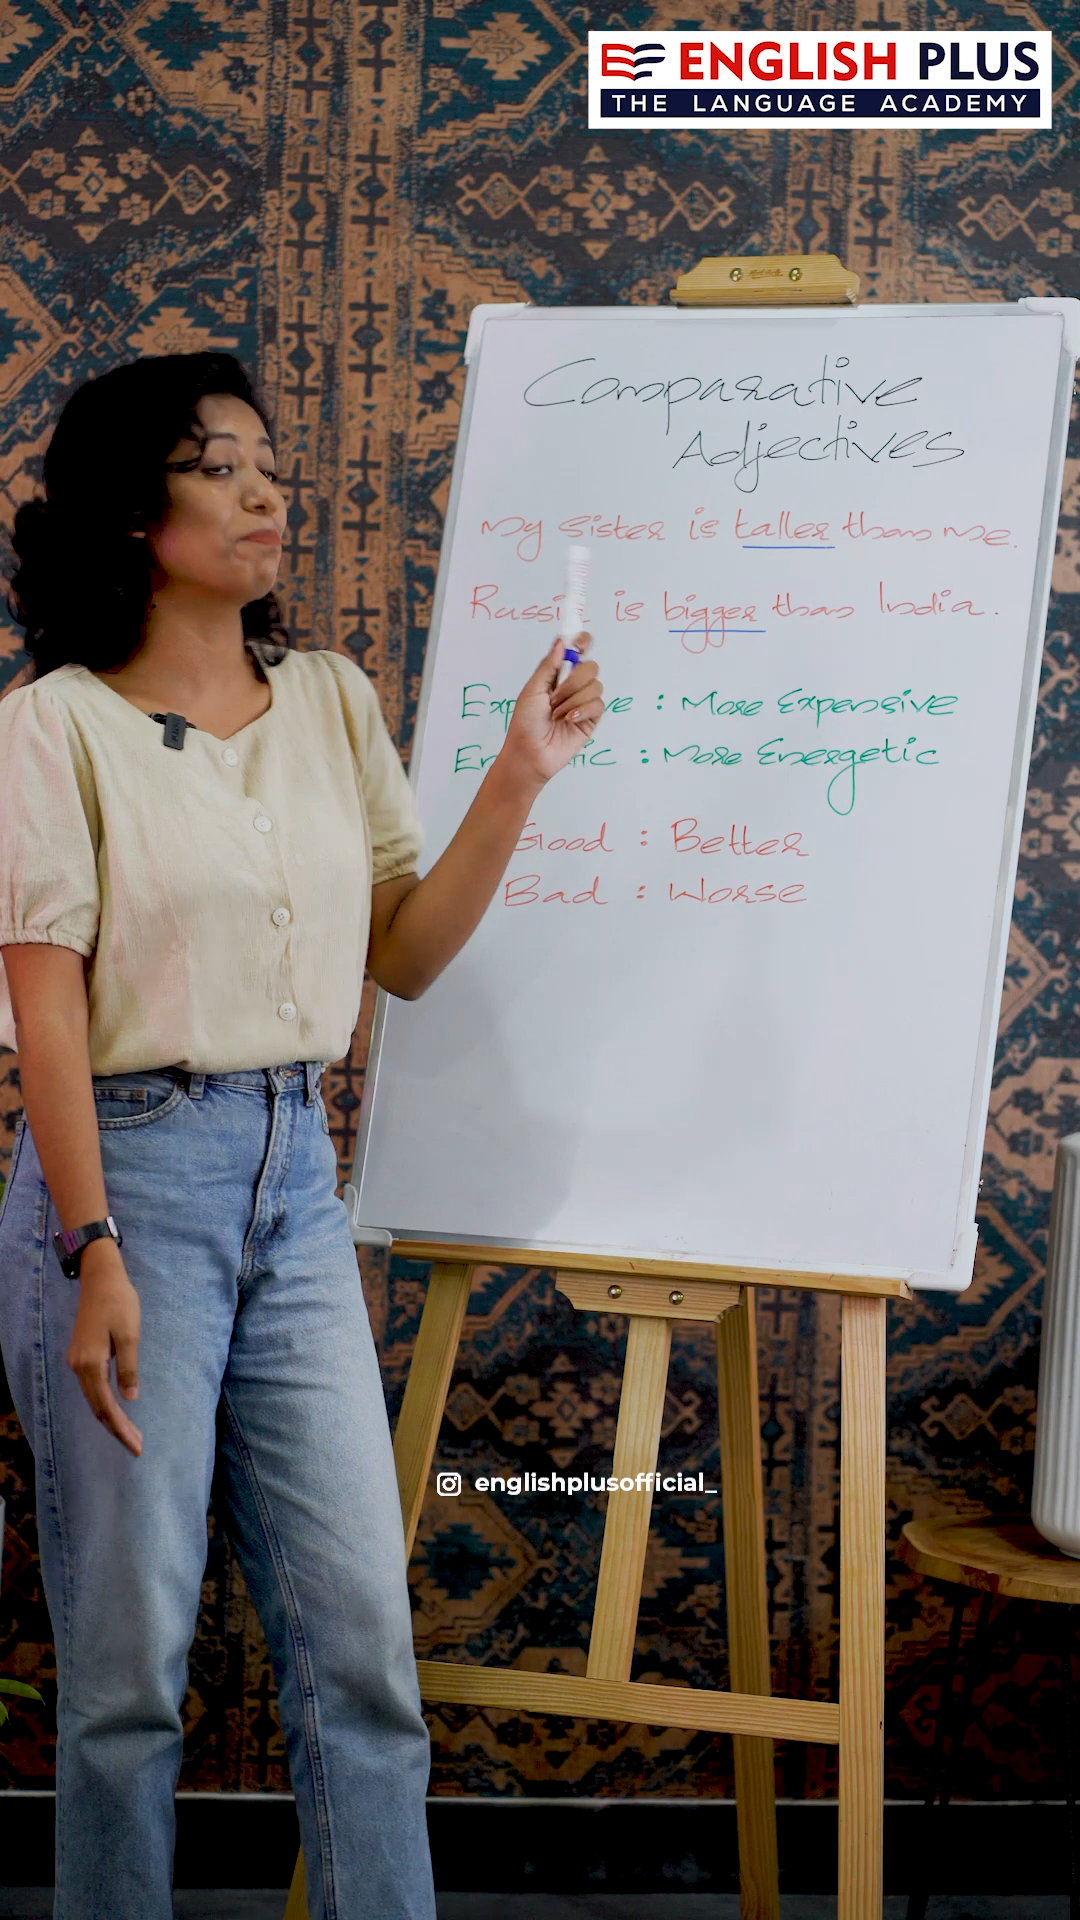 ENGLISH PLUS
THE LANGUAGE ACADEMY
Comparative
Adjectives
My sister is taller than me.
Russia is bigger than India.
: More Expensive
: More Energetic
Good : Better
Bad : Worse
englishplusofficial_